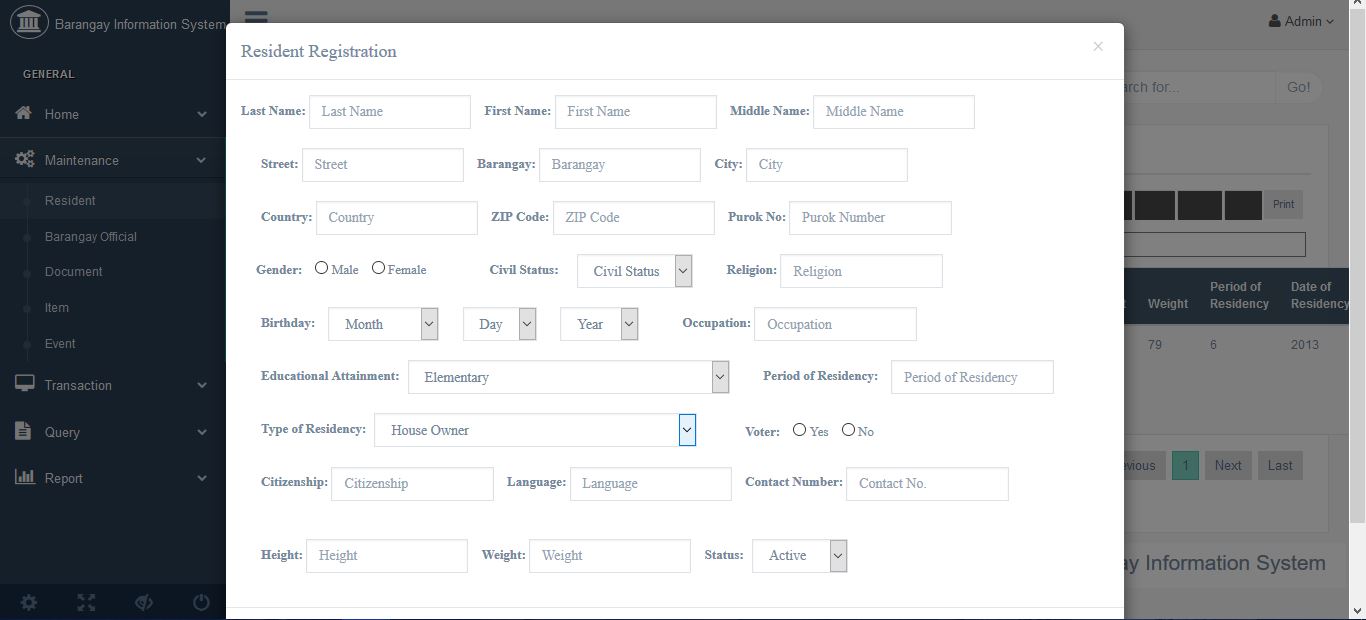 Barangay Information System
GENERAL
Home
Maintenance
Resident
Barangay Official
Document
Item
Event
Transaction
Query
Report
Admin
Resident Registration
×
Last Name: Last Name First Name: First Name Middle Name: Middle Name
Street: Street Barangay: Barangay City: City
Country: Country ZIP Code: ZIP Code Purok No: Purok Number
Gender: Male Female Civil Status: Civil Status Religion: Religion
Birthday: Month Day Year Occupation: Occupation
Educational Attainment: Elementary Period of Residency: Period of Residency
Type of Residency: House Owner Voter: Yes No
Citizenship: Citizenship Language: Language Contact Number: Contact No.
Height: Height Weight: Weight Status: Active
rch for... Go!
Print
Weight Period of Residency Date of Residency
79 6 2013
vious 1 Next Last
ay Information System